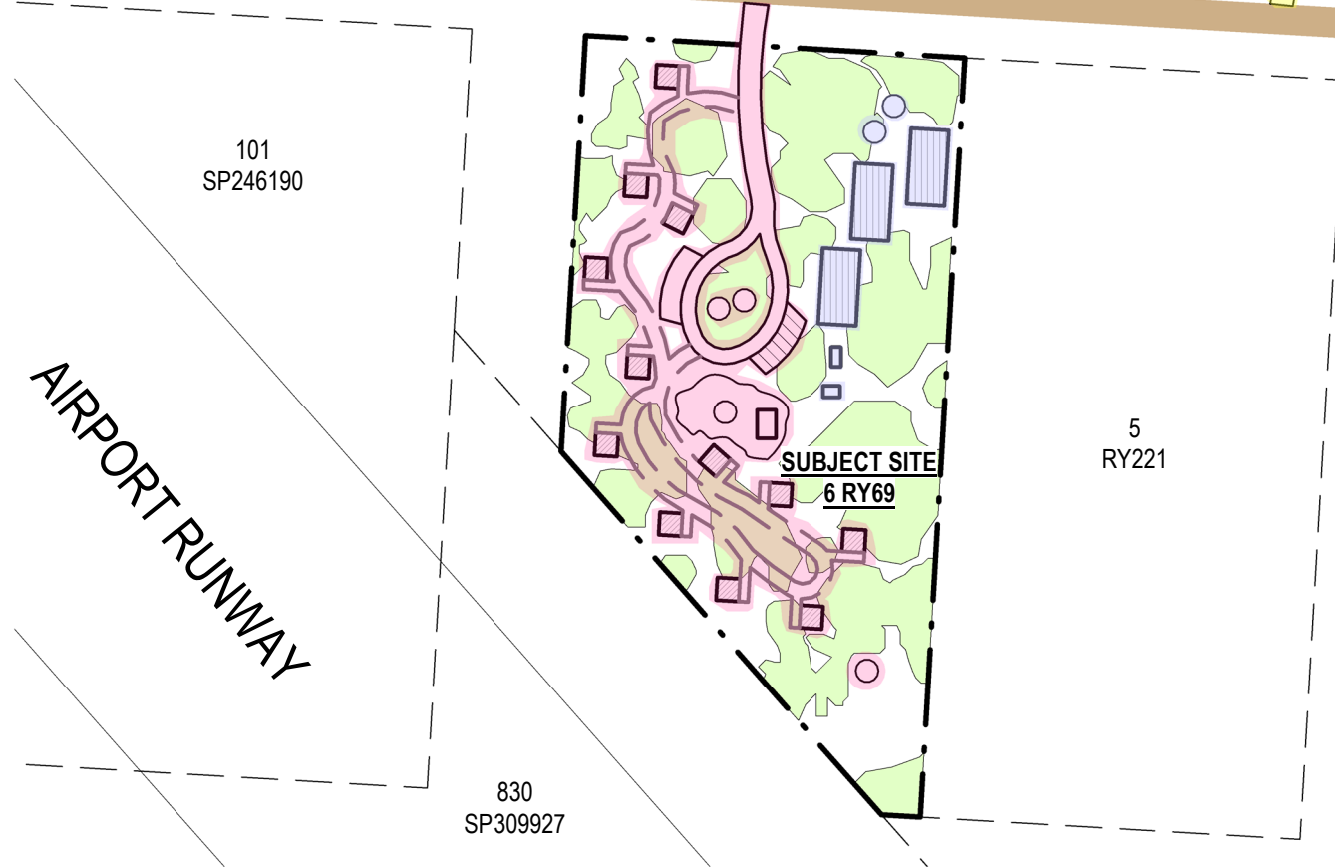 101
SP246190
AIRPORT RUNWAY
5
RY221
SUBJECT SITE
6 RY69
830
SP309927